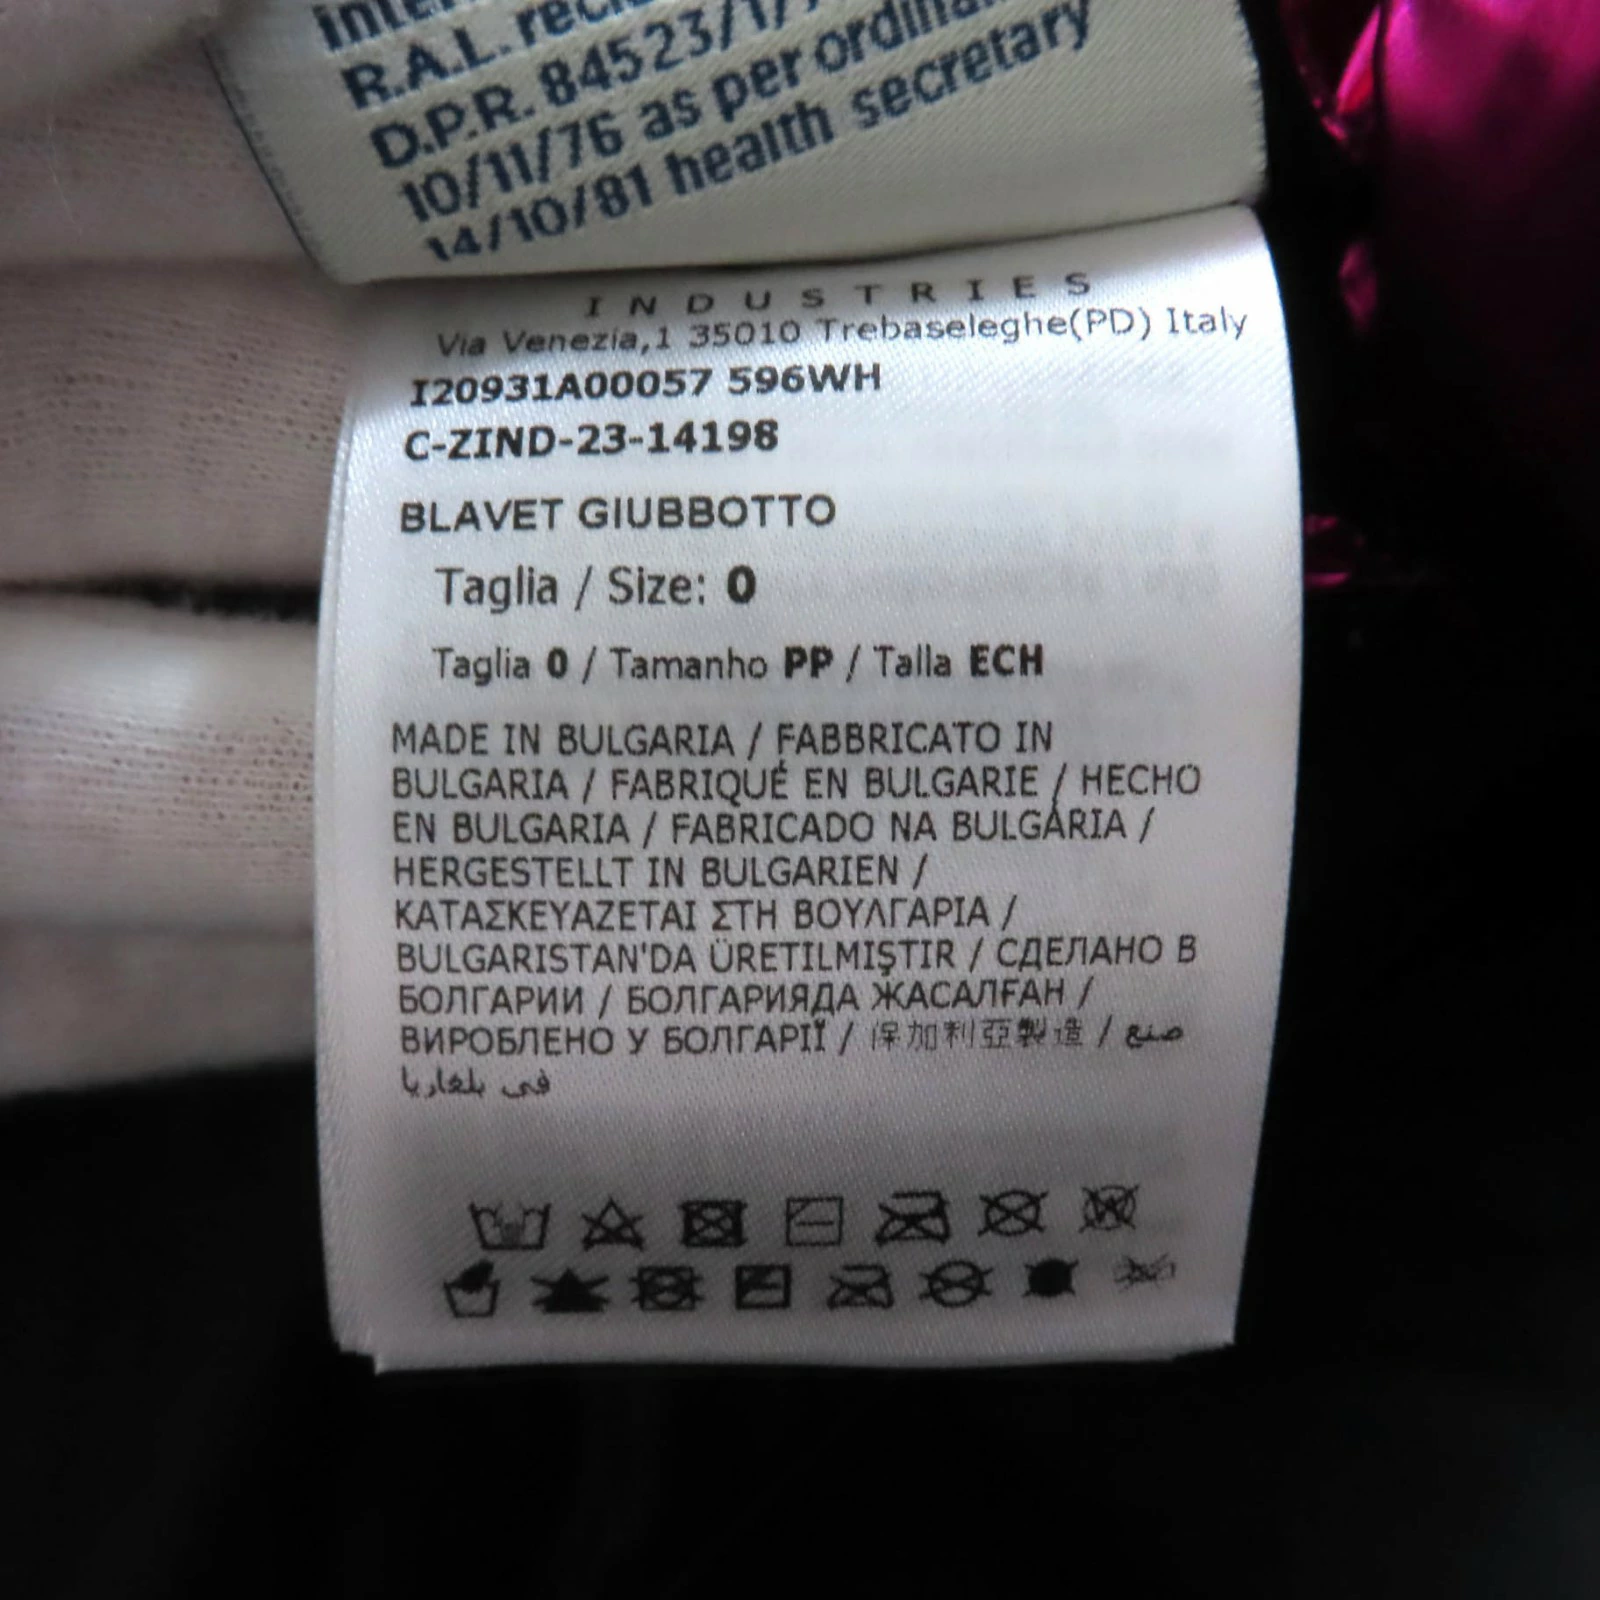 R.A.L.
D.P.R. 84523/1/
10/11/76 as per
14/10/81 health secretary
INDUSTRIES
Via Venezia,1 35010 Trebaseleghe(PD) Italy
I20931A00057 596WH
C-ZIND-23-14198
BLAVET GIUBBOTTO
Taglia / Size: 0
Taglia 0 / Tamanho PP / Talla ECH
MADE IN BULGARIA / FABBRICATO IN
BULGARIA / FABRIQUÉ EN BULGARIE / HECHO
EN BULGARIA / FABRICADO NA BULGÁRIA /
HERGESTELLT IN BULGARIEN /
ΚΑΤΑΣΚΕΥΑΖΕΤΑΙ ΣΤΗ ΒΟΥΛΓΑΡΙΑ /
BULGARISTAN'DA ÜRETILMIŞTIR / СДЕЛАНО В
БОЛГАРИИ / БОЛГАРИЯДА ЖАСАЛҒАН /
ВИРОБЛЕНО У БОЛГАРІЇ / 保加利亞製造 / صنع
في بلغاريا